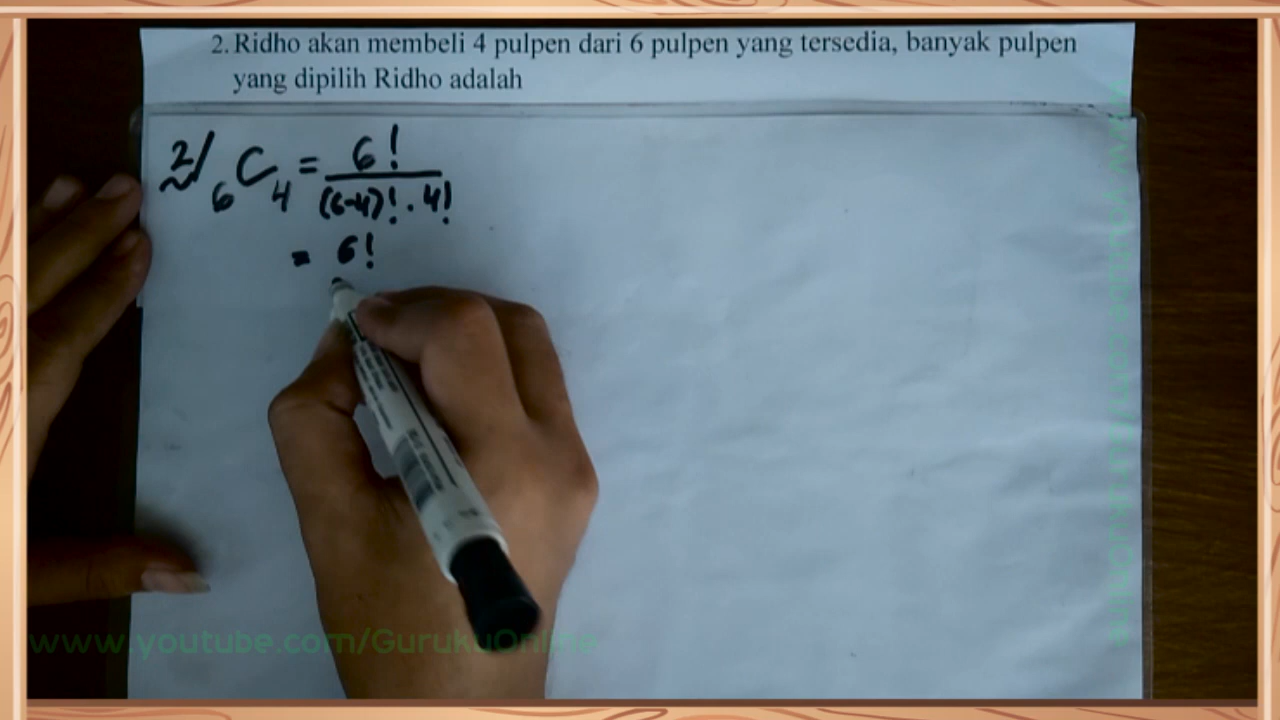 2. Ridho akan membeli 4 pulpen dari 6 pulpen yang tersedia, banyak pulpen
yang dipilih Ridho adalah
2/ 6C4 = 6! / (6-4)! . 4!
= 6!
www.youtube.com/GurukuOnline